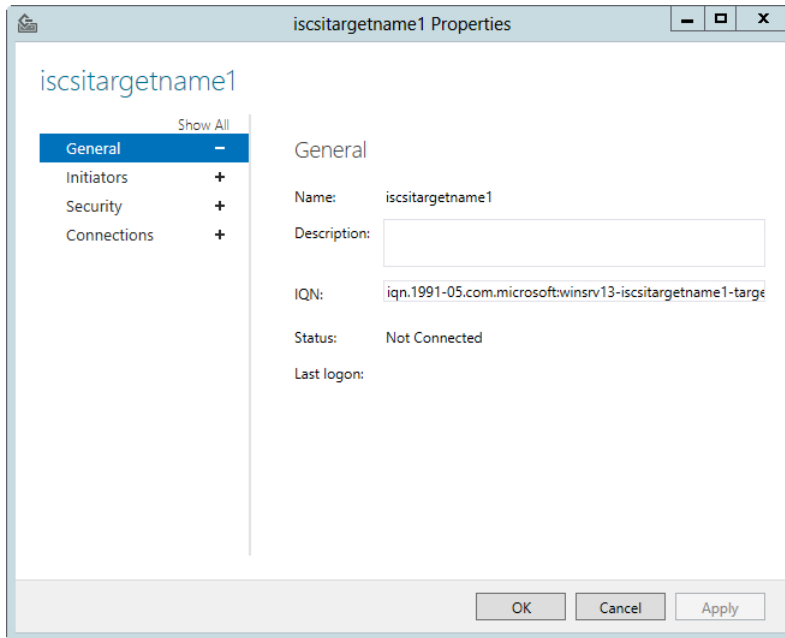 iscsitargetname1 Properties
iscsitargetname1
Show All
General
Initiators
Security
Connections
General
Name: iscsitargetname1
Description:
IQN: iqn.1991-05.com.microsoft:winsrv13-iscsitargetname1-targe
Status: Not Connected
Last logon:
OK Cancel Apply